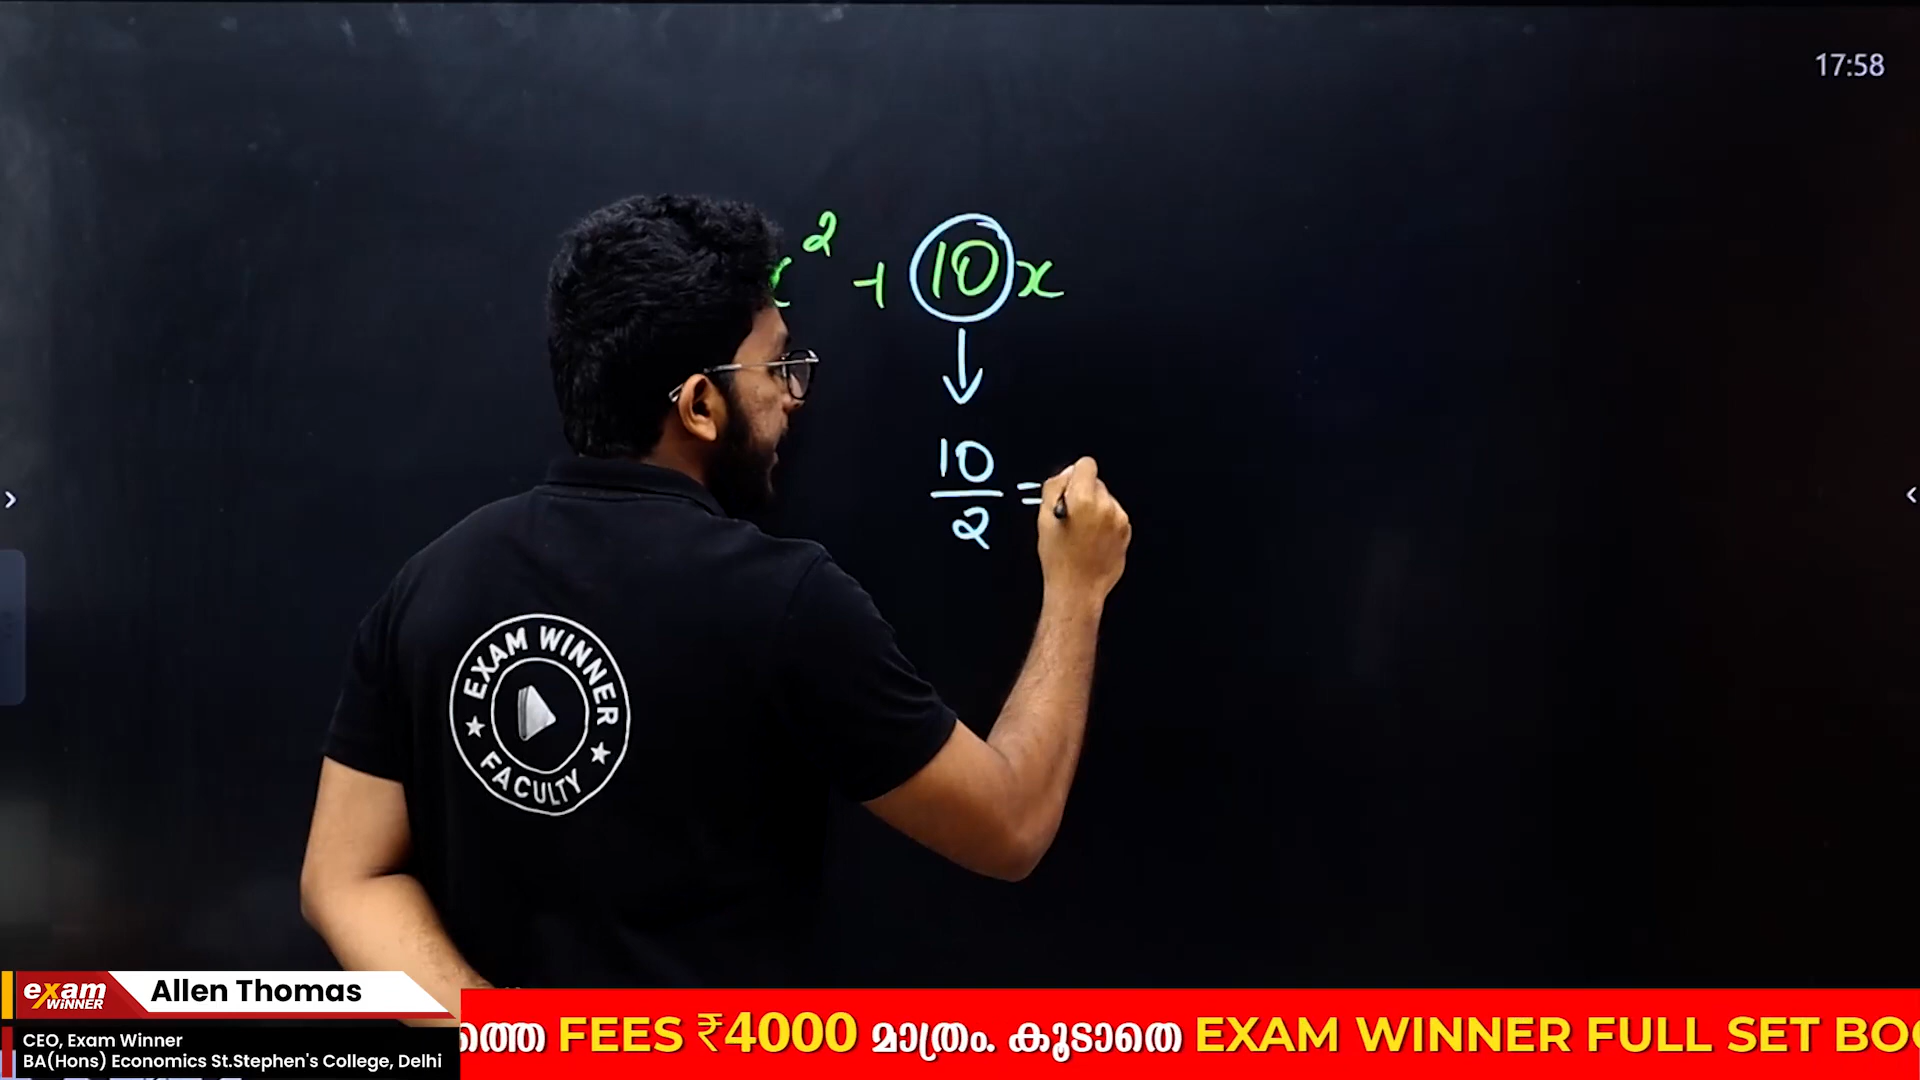 17:58
x² + 10x
10
2
=
EXAM WINNER
FACULTY
exam
WINNER
Allen Thomas
CEO, Exam Winner
BA(Hons) Economics St.Stephen's College, Delhi
ത്തെ FEES ₹4000 മാത്രം. കൂടാതെ EXAM WINNER FULL SET